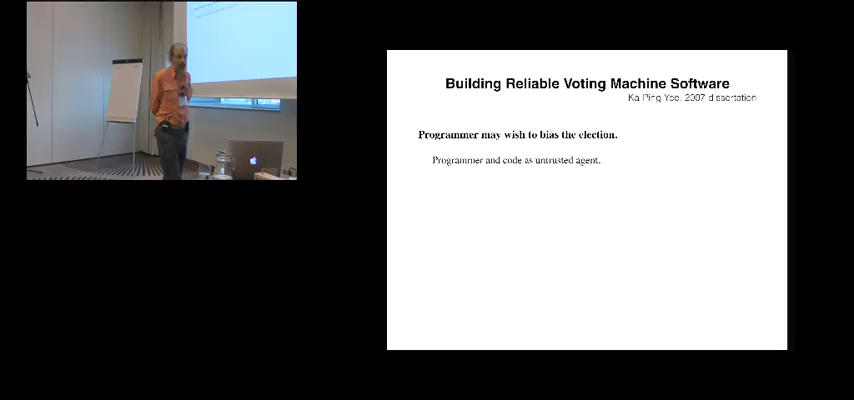 Building Reliable Voting Machine Software
Ka-Ping Yee, 2007 dissertation
Programmer may wish to bias the election.
Programmer and code as untrusted agent.